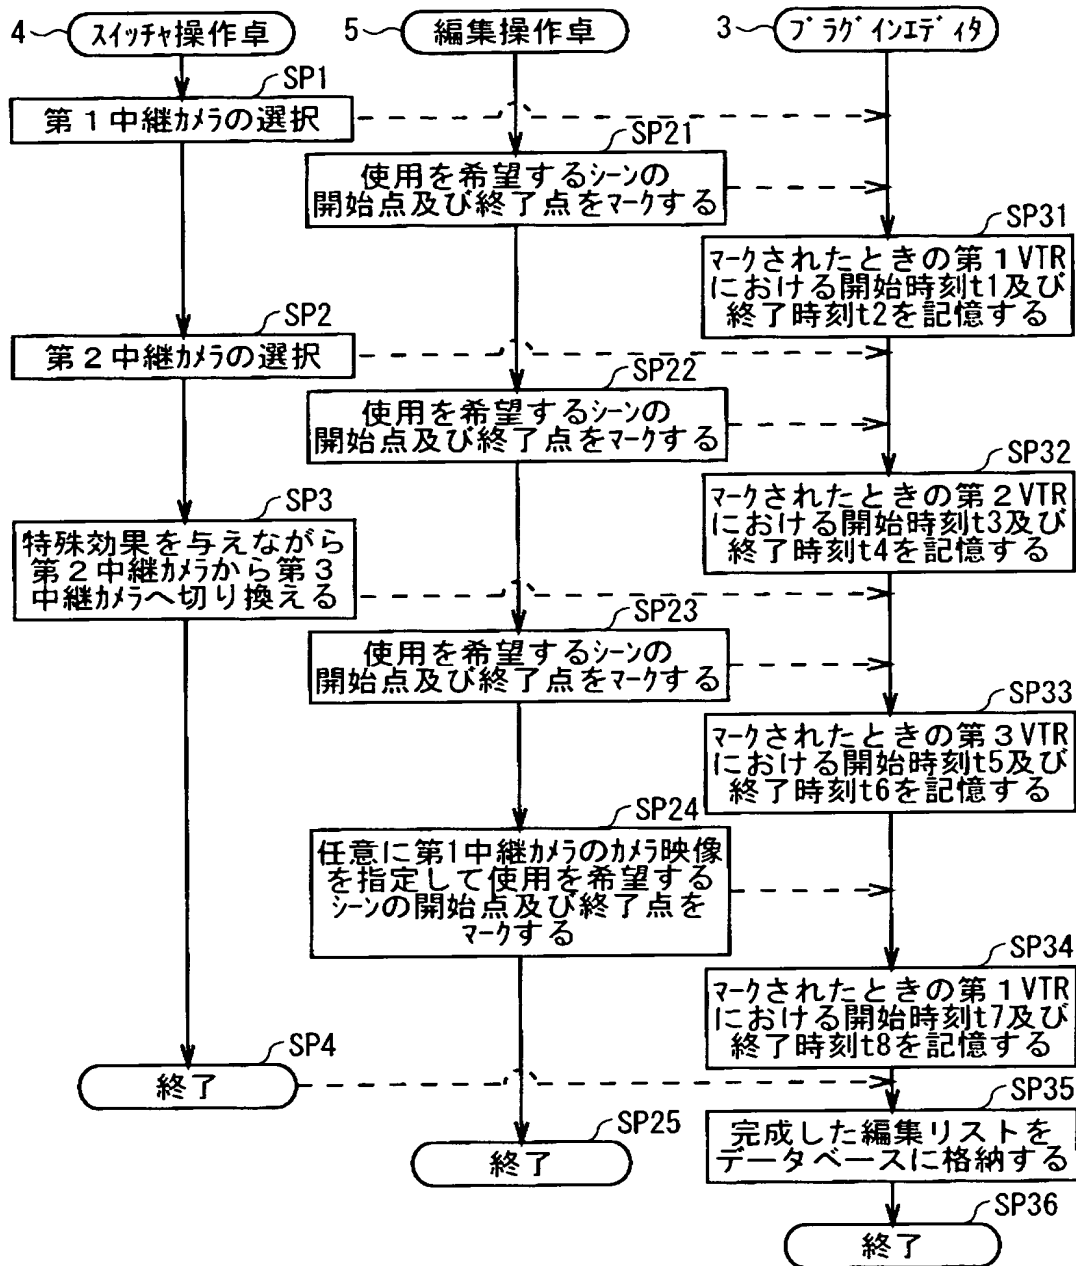 4
スイッチャ操作卓
5
編集操作卓
3
プラグインエディタ
SP1
第1中継カメラの選択
SP21
使用を希望するシーンの
開始点及び終了点をマークする
SP31
マークされたときの第1VTR
における開始時刻t1及び
終了時刻t2を記憶する
SP2
第2中継カメラの選択
SP22
使用を希望するシーンの
開始点及び終了点をマークする
SP32
マークされたときの第2VTR
における開始時刻t3及び
終了時刻t4を記憶する
SP3
特殊効果を与えながら
第2中継カメラから第3
中継カメラへ切り換える
SP23
使用を希望するシーンの
開始点及び終了点をマークする
SP33
マークされたときの第3VTR
における開始時刻t5及び
終了時刻t6を記憶する
SP24
任意に第1中継カメラのカメラ映像
を指定して使用を希望する
シーンの開始点及び終了点を
マークする
SP34
マークされたときの第1VTR
における開始時刻t7及び
終了時刻t8を記憶する
SP4
終了
SP35
完成した編集リストを
データベースに格納する
SP25
終了
SP36
終了